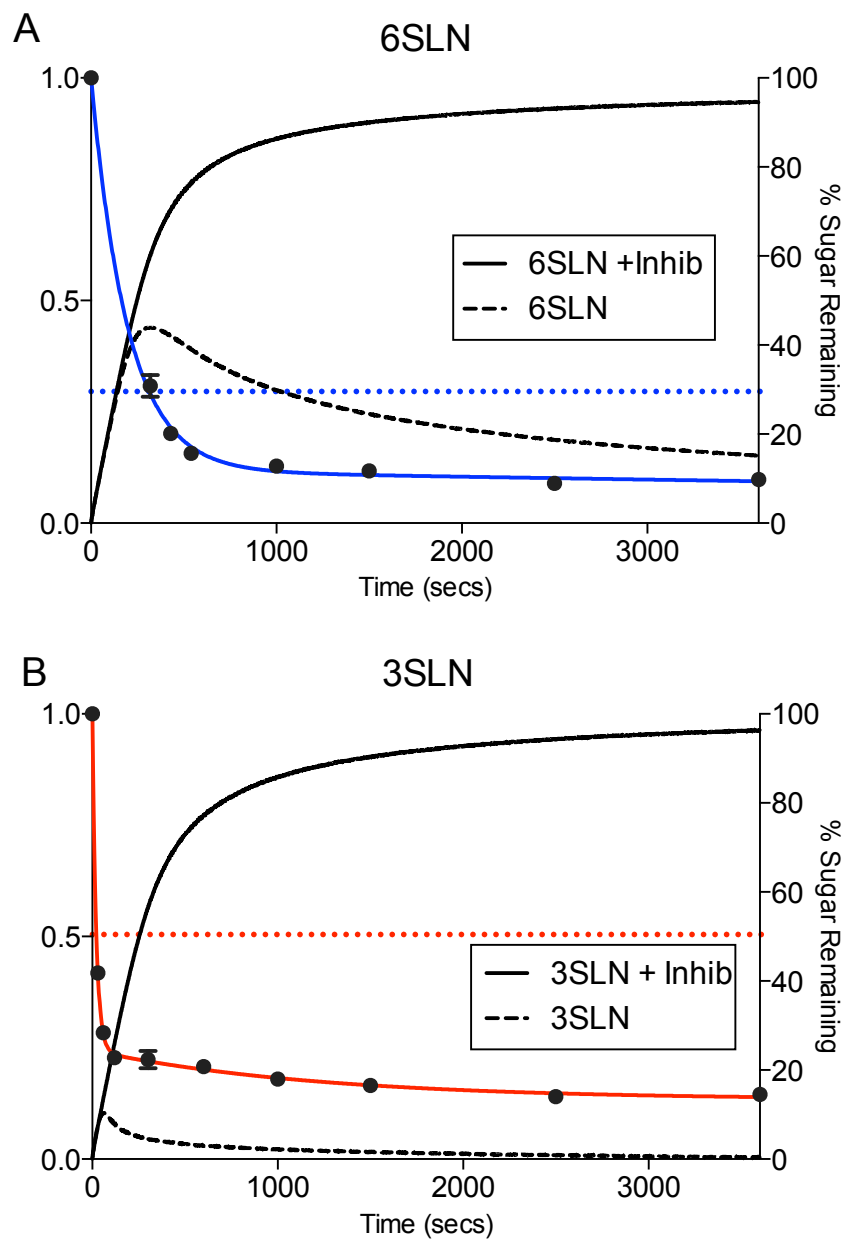 A
6SLN
1.0
0.5
0.0
100
80
60
40
20
0
% Sugar Remaining
6SLN +Inhib
6SLN
0
1000
2000
3000
Time (secs)
B
3SLN
1.0
0.5
0.0
100
80
60
40
20
0
% Sugar Remaining
3SLN + Inhib
3SLN
0
1000
2000
3000
Time (secs)